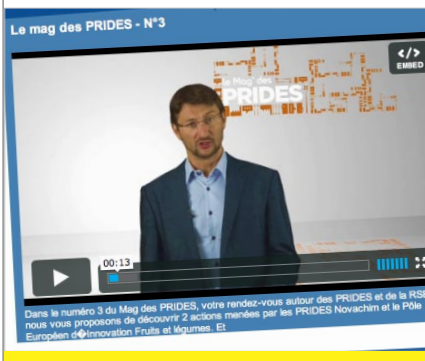 Le mag des PRIDES - N°3
</>
EMBED
le Mag' des
PRIDES
00:13
Dans le numéro 3 du Mag des PRIDES, votre rendez-vous autour des PRIDES et de la RSE
nous vous proposons de découvrir 2 actions menées par les PRIDES Novachim et le Pôle
Européen d�Innovation Fruits et légumes. Et